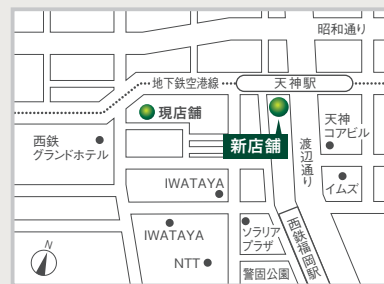 昭和通り
地下鉄空港線
天神駅
現店舗
新店舗
天神
コアビル
西鉄
グランドホテル
渡辺通り
IWATAYA
イムズ
IWATAYA
ソラリア
プラザ
西鉄福岡駅
NTT
警固公園
N